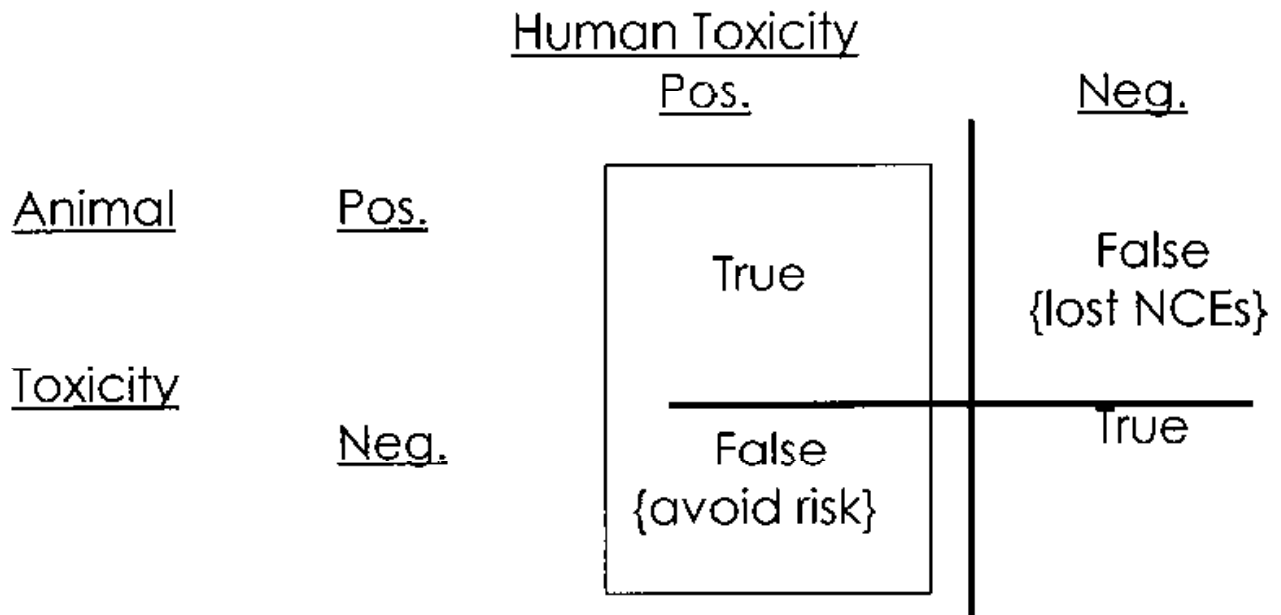 Human Toxicity
Pos. Neg.
Animal Pos.
True
False
{lost NCEs}
Toxicity
Neg.
False
{avoid risk}
True